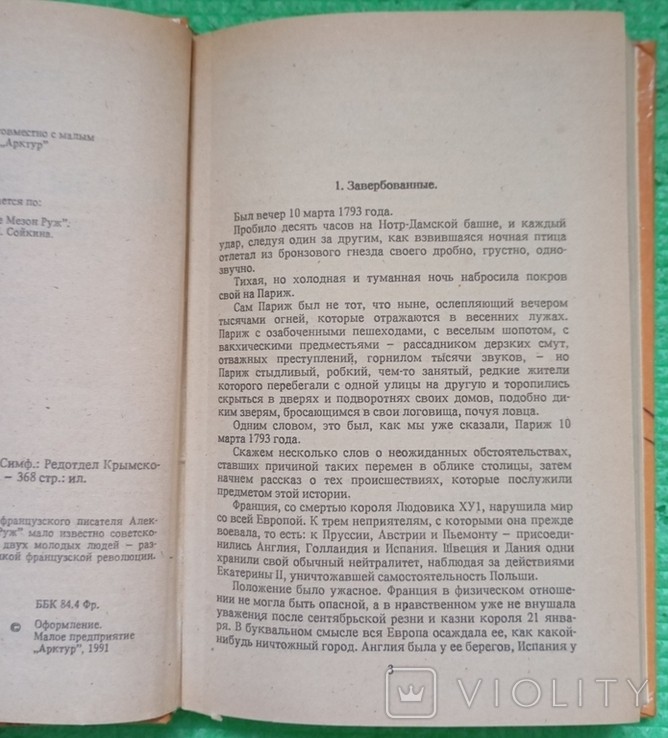 совместно с малым
„Арктур"
ется по:
е Мезон Руж".
. Сойкина.
Симф.: Редотдел Крымско-
– 368 стр.: ил.
французского писателя Алек-
Руж" мало известно советско-
двух молодых людей – раз-
икой французской революции.
ББК 84.4 Фр.
© Оформление.
Малое предприятие
„Арктур", 1991
1. Завербованные.
Был вечер 10 марта 1793 года.
Пробило десять часов на Нотр-Дамской башне, и каждый
удар, следуя один за другим, как взвившаяся ночная птица
отлетал из бронзового гнезда своего дробно, грустно, одно-
звучно.
Тихая, но холодная и туманная ночь набросила покров
свой на Париж.
Сам Париж был не тот, что ныне, ослепляющий вечером
тысячами огней, которые отражаются в весенних лужах.
Париж с озабоченными пешеходами, с веселым шопотом, с
вакхическими предместьями – рассадником дерзких смут,
отважных преступлений, горнилом тысячи звуков, – но
Париж стыдливый, робкий, чем-то занятый, редкие жители
которого перебегали с одной улицы на другую и торопились
скрыться в дверях и подворотнях своих домов, подобно ди-
ким зверям, бросающимся в свои логовища, почуя ловца.
Одним словом, это был, как мы уже сказали, Париж 10
марта 1793 года.
Скажем несколько слов о неожиданных обстоятельствах,
ставших причиной таких перемен в облике столицы, затем
начнем рассказ о тех происшествиях, которые послужили
предметом этой истории.
Франция, со смертью короля Людовика ХУ1, нарушила мир
со всей Европой. К трем неприятелям, с которыми она прежде
воевала, то есть: к Пруссии, Австрии и Пьемонту – присоеди-
нились Англия, Голландия и Испания. Швеция и Дания одни
хранили свой обычный нейтралитет, наблюдая за действиями
Екатерины II, уничтожавшей самостоятельность Польши.
Положение было ужасное. Франция в физическом отноше-
нии не могла быть опасной, а в нравственном уже не внушала
уважения после сентябрьской резни и казни короля 21 янва-
ря. В буквальном смысле вся Европа осаждала ее, как какой-
нибудь ничтожный город. Англия была у ее берегов, Испания у
3
VIOLITY